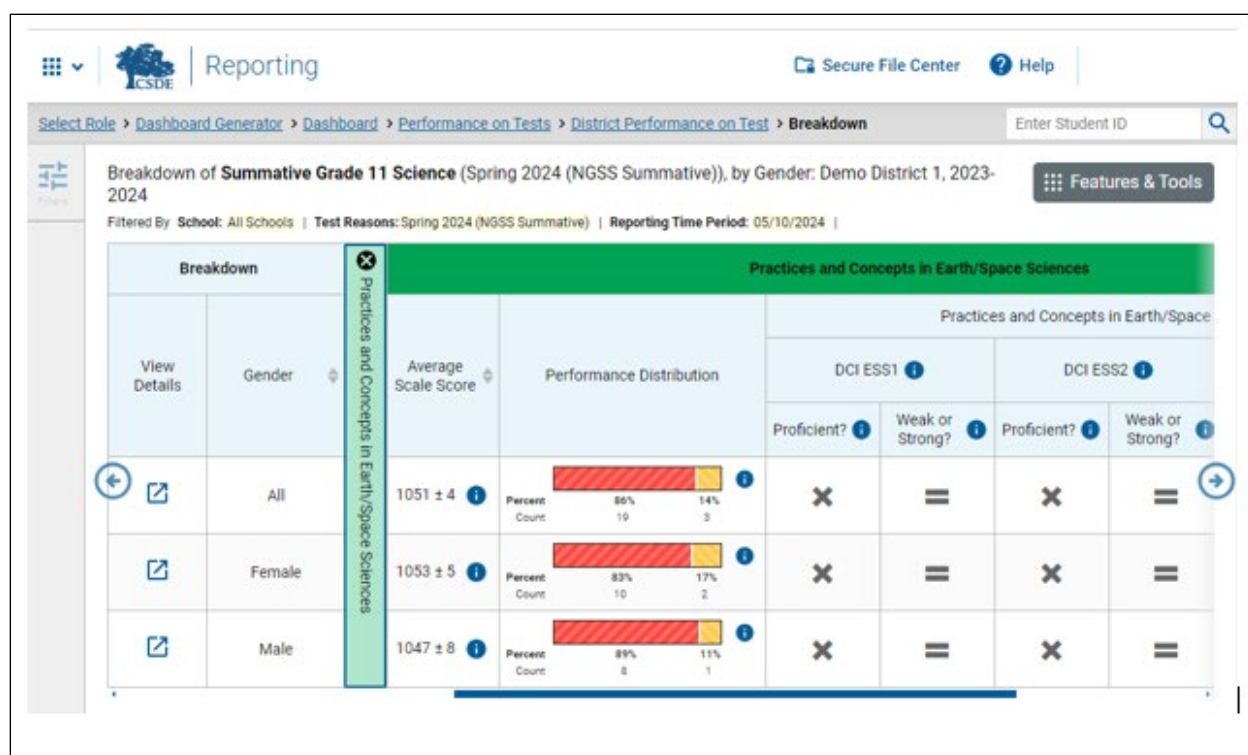 CSDE
Reporting
Secure File Center
Help
Select Role > Dashboard Generator > Dashboard > Performance on Tests > District Performance on Test > Breakdown
Enter Student ID
Breakdown of Summative Grade 11 Science (Spring 2024 (NGSS Summative)), by Gender: Demo District 1, 2023-
2024
Features & Tools
Filters
Filtered By School: All Schools | Test Reasons: Spring 2024 (NGSS Summative) | Reporting Time Period: 05/10/2024 |
Breakdown
Practices and Concepts in Earth/Space Sciences
Practices and Concepts in Earth/Space Sciences
Practices and Concepts in Earth/Space
View
Details
Gender
Average
Scale Score
Performance Distribution
DCI ESS1
DCI ESS2
Proficient?
Weak or
Strong?
Proficient?
Weak or
Strong?
All
1051 ± 4
Percent 86% 14%
Count 19 3
Female
1053 ± 5
Percent 83% 17%
Count 10 2
Male
1047 ± 8
Percent 89% 11%
Count 8 1